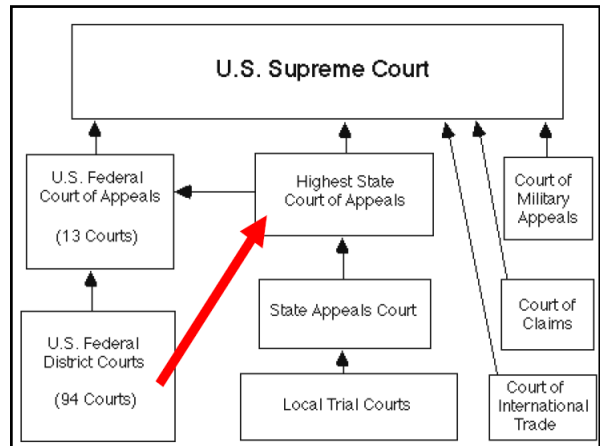 U.S. Supreme Court
U.S. Federal
Court of Appeals
(13 Courts)
Highest State
Court of Appeals
Court of
Military
Appeals
U.S. Federal
District Courts
(94 Courts)
State Appeals Court
Court of
Claims
Local Trial Courts
Court of
International
Trade